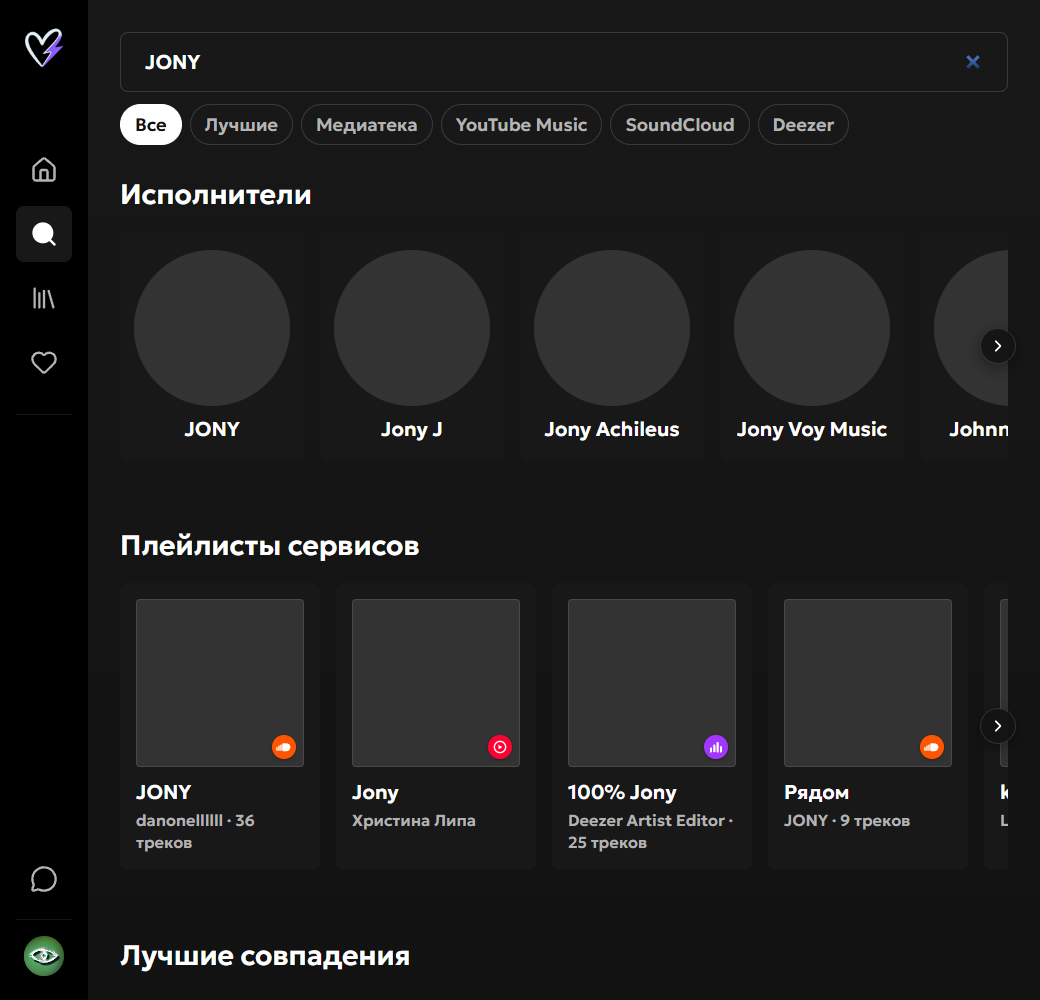 JONY
Все Лучшие Медиатека YouTube Music SoundCloud Deezer
Исполнители
JONY Jony J Jony Achileus Jony Voy Music Johnn
Плейлисты сервисов
JONY Jony 100% Jony Рядом k
danonellllll · 36 Христина Липа Deezer Artist Editor · JONY · 9 треков L
треков 25 треков
Лучшие совпадения